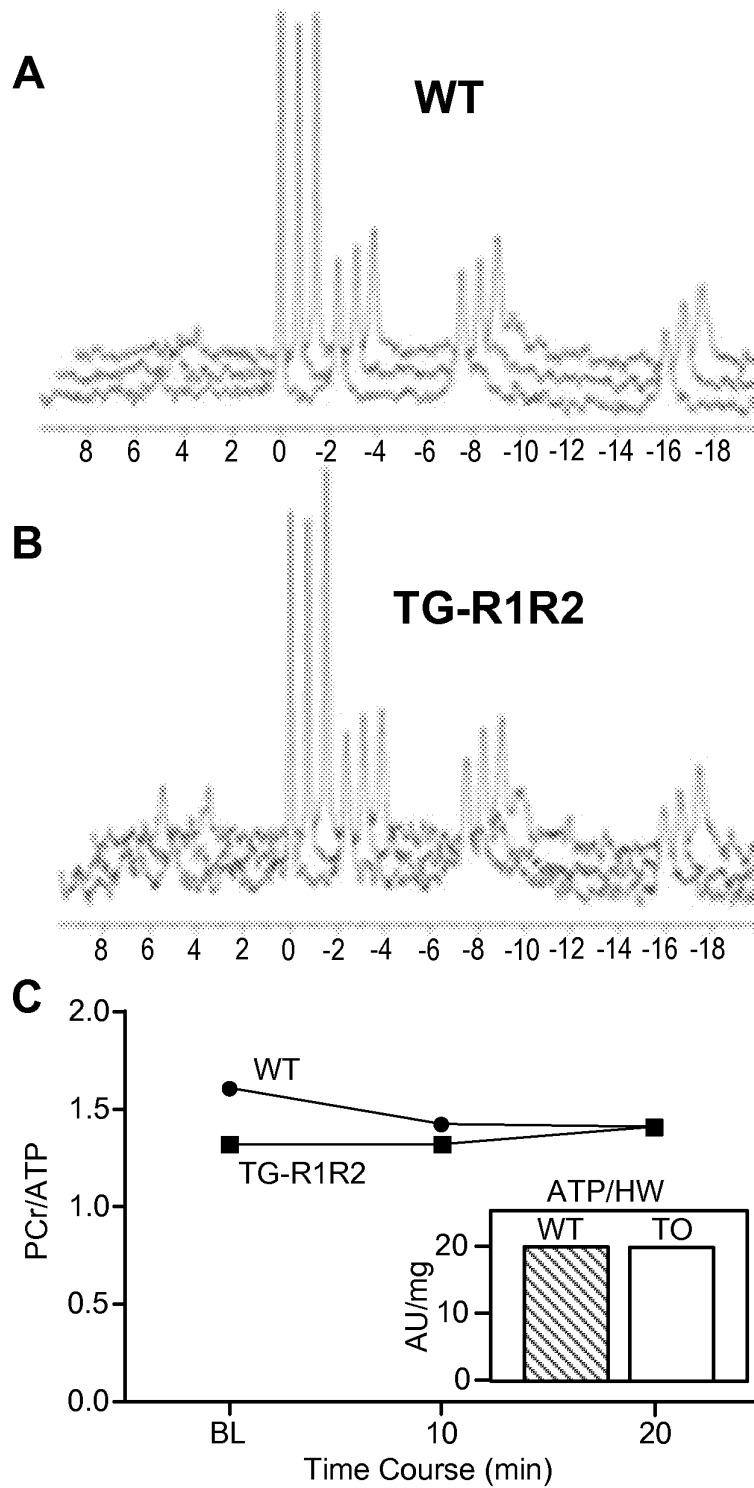 A
WT
8 6 4 2 0 -2 -4 -6 -8 -10 -12 -14 -16 -18
B
TG-R1R2
8 6 4 2 0 -2 -4 -6 -8 -10 -12 -14 -16 -18
C
2.0
1.5
1.0
0.5
0.0
PCr/ATP
WT
TG-R1R2
ATP/HW
WT TO
20
10
0
AU/mg
BL 10 20
Time Course (min)